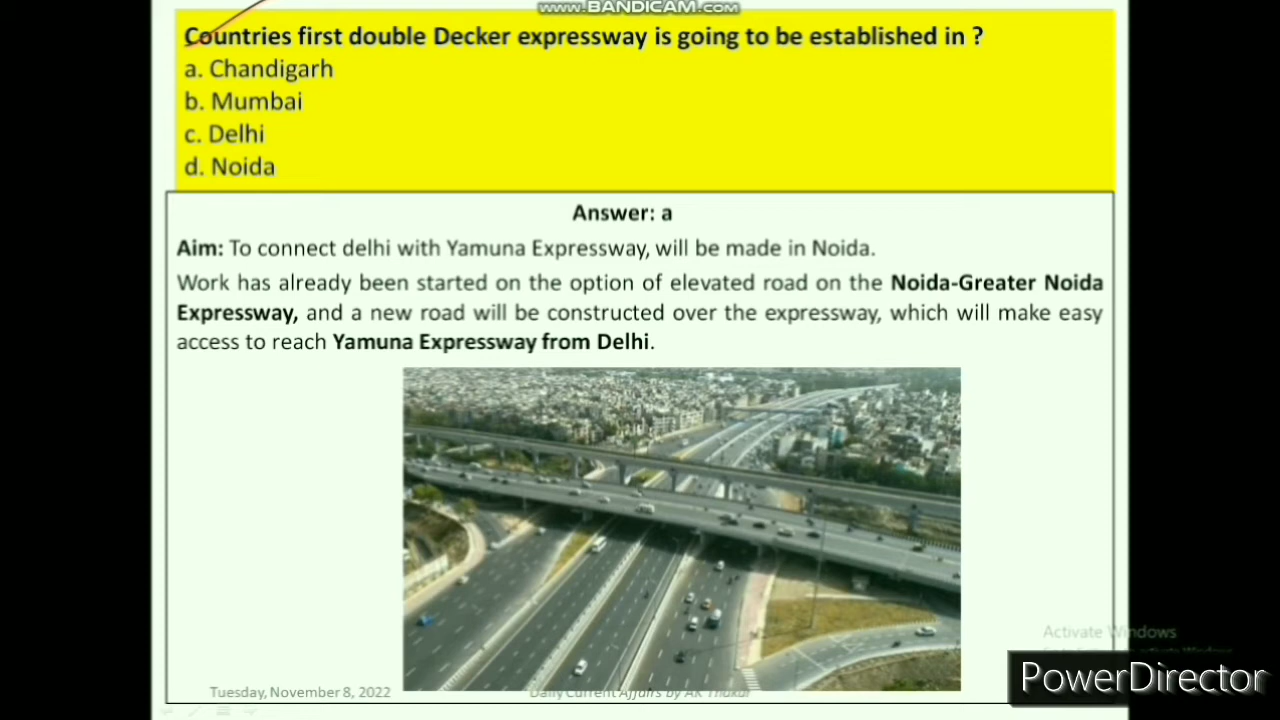 WWW.BANDICAM.COM
Countries first double Decker expressway is going to be established in ?
a. Chandigarh
b. Mumbai
c. Delhi
d. Noida
Answer: a
Aim: To connect delhi with Yamuna Expressway, will be made in Noida.
Work has already been started on the option of elevated road on the Noida-Greater Noida
Expressway, and a new road will be constructed over the expressway, which will make easy
access to reach Yamuna Expressway from Delhi.
Activate Windows
Tuesday, November 8, 2022
Daily Current Affairs by AK Thakur
PowerDirector